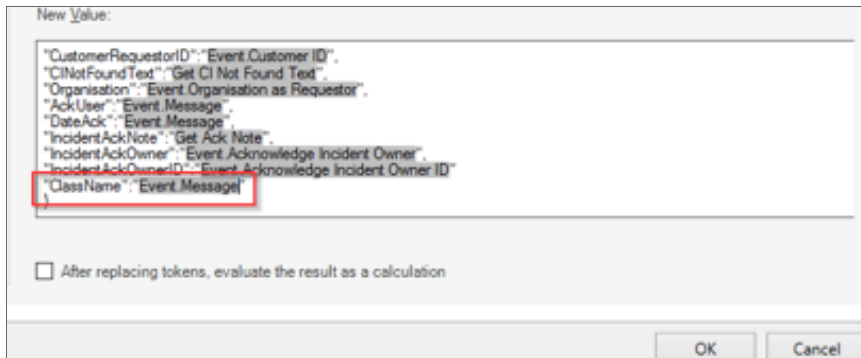 New Value:
"CustomerRequestorID":"Event.Customer ID",
"CINotFoundText":"Get CI Not Found Text",
"Organisation":"Event.Organisation as Requestor",
"AckUser":"Event.Message",
"DateAck":"Event.Message",
"IncidentAckNote":"Get Ack Note",
"IncidentAckOwner":"Event.Acknowledge Incident Owner",
"IncidentAckOwnerID":"Event.Acknowledge Incident Owner ID"
"ClassName":"Event.Message"
}
After replacing tokens, evaluate the result as a calculation
OK
Cancel